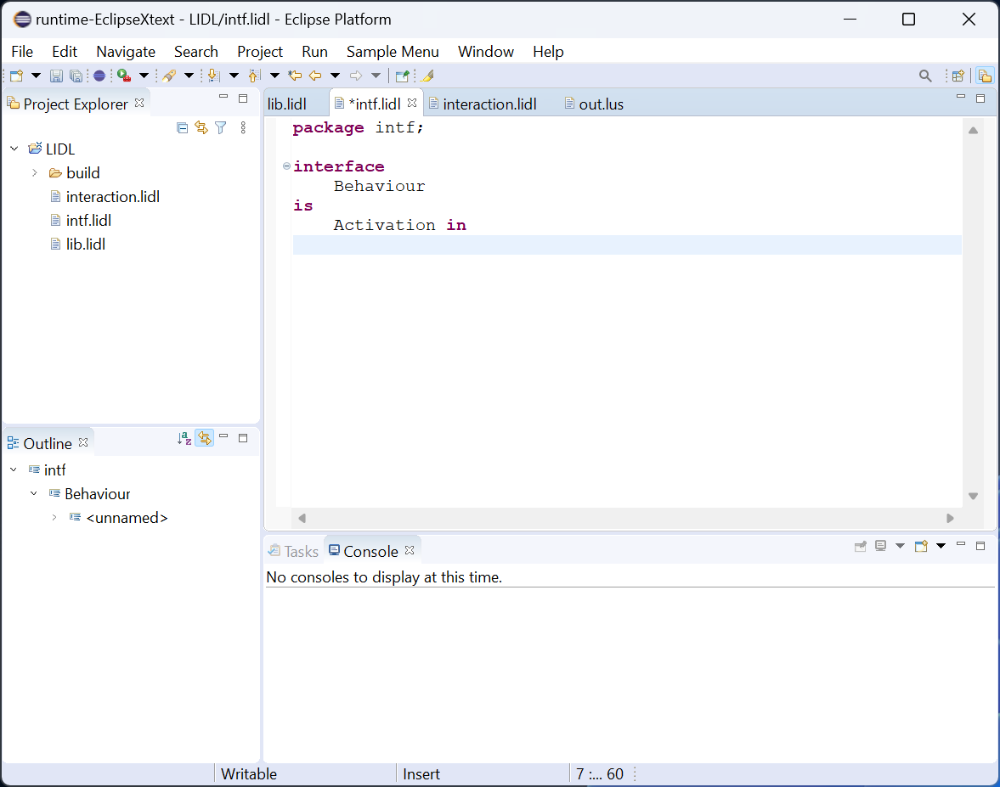 runtime-EclipseXtext - LIDL/intf.lidl - Eclipse Platform
File Edit Navigate Search Project Run Sample Menu Window Help
Project Explorer
LIDL
build
interaction.lidl
intf.lidl
lib.lidl
lib.lidl *intf.lidl interaction.lidl out.lus
package intf;
interface
Behaviour
is
Activation in
Outline
intf
Behaviour
<unnamed>
Tasks Console
No consoles to display at this time.
Writable Insert 7 :... 60